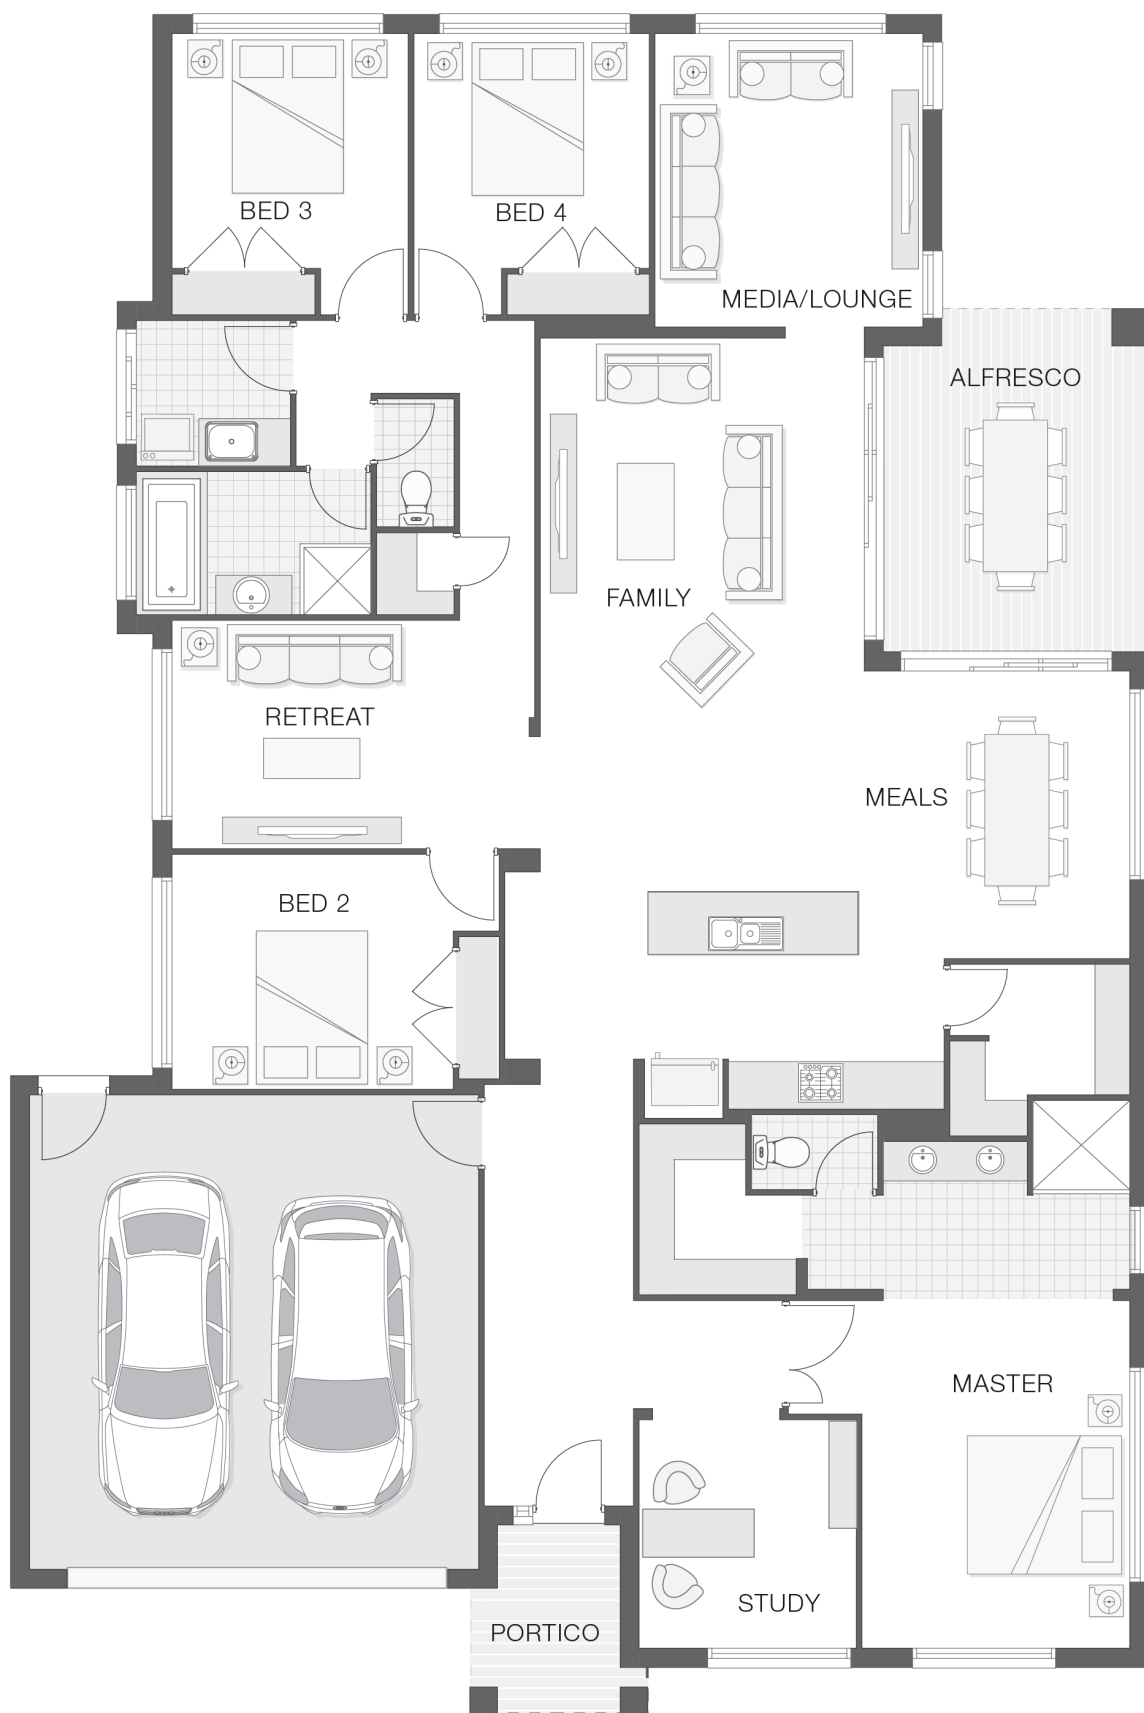 BED 3
BED 4
MEDIA/LOUNGE
ALFRESCO
FAMILY
RETREAT
MEALS
BED 2
MASTER
STUDY
PORTICO